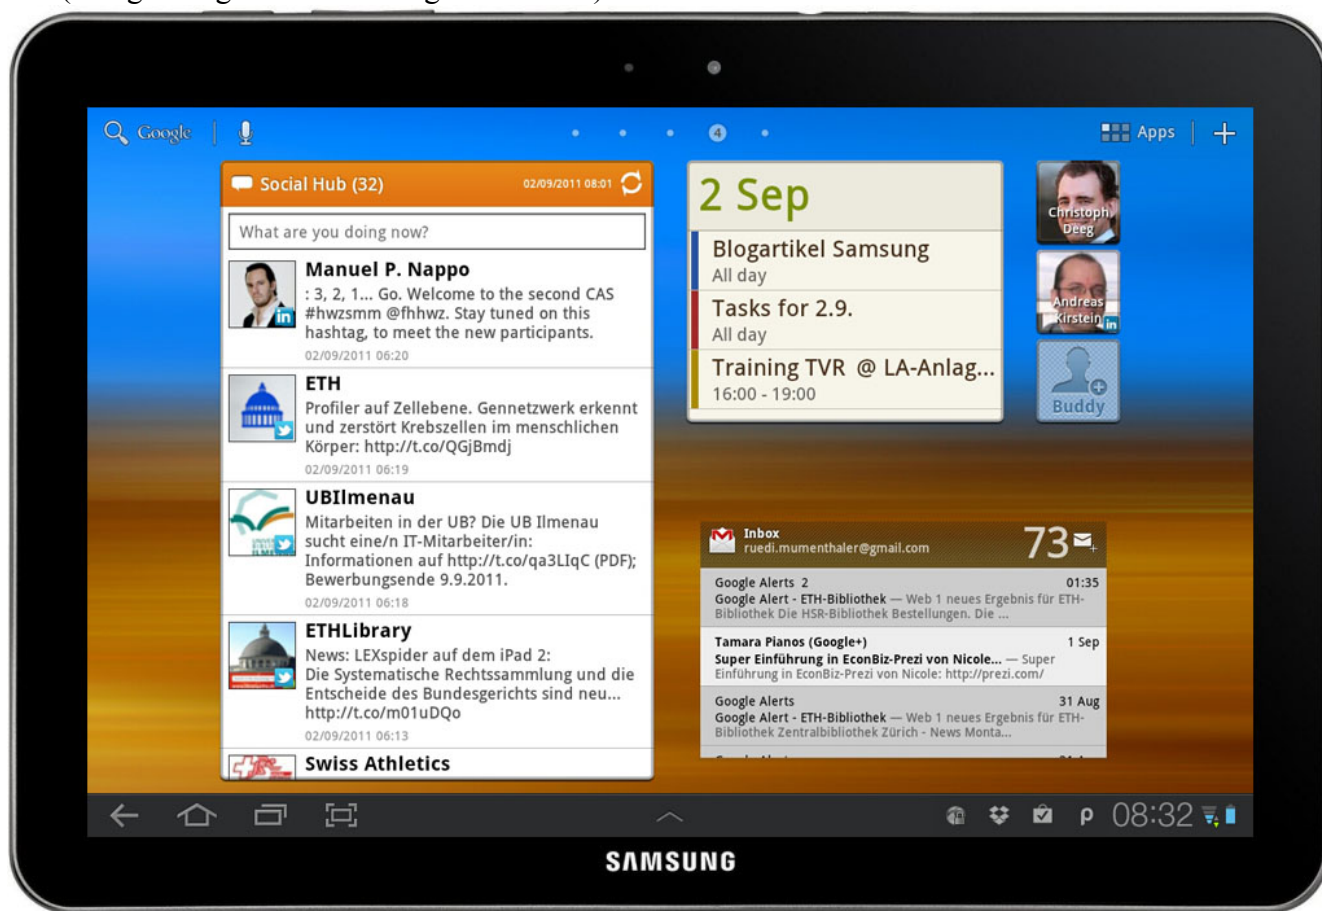 Google
4
Apps
Social Hub (32)
02/09/2011 08:01
What are you doing now?
Manuel P. Nappo
: 3, 2, 1... Go. Welcome to the second CAS
#hwzsmm @fhhwz. Stay tuned on this
hashtag, to meet the new participants.
02/09/2011 06:20
ETH
Profiler auf Zellebene. Gennetzwerk erkennt
und zerstört Krebszellen im menschlichen
Körper: http://t.co/QGjBmdj
02/09/2011 06:19
UBIlmenau
Mitarbeiten in der UB? Die UB Ilmenau
sucht eine/n IT-Mitarbeiter/in:
Informationen auf http://t.co/qa3LIqC (PDF);
Bewerbungsende 9.9.2011.
02/09/2011 06:18
ETHLibrary
News: LEXspider auf dem iPad 2:
Die Systematische Rechtssammlung und die
Entscheide des Bundesgerichts sind neu...
http://t.co/m01uDQo
02/09/2011 06:13
Swiss Athletics
2 Sep
Blogartikel Samsung
All day
Tasks for 2.9.
All day
Training TVR @ LA-Anlag...
16:00 - 19:00
Christoph
Deeg
Andreas
Kirstein
in
Buddy
Inbox
ruedi.mumenthaler@gmail.com
73
Google Alerts 2 01:35
Google Alert - ETH-Bibliothek — Web 1 neues Ergebnis für ETH-
Bibliothek Die HSR-Bibliothek Bestellungen. Die ...
Tamara Pianos (Google+) 1 Sep
Super Einführung in EconBiz-Prezi von Nicole... — Super
Einführung in EconBiz-Prezi von Nicole: http://prezi.com/
Google Alerts 31 Aug
Google Alert - ETH-Bibliothek — Web 1 neues Ergebnis für ETH-
Bibliothek Zentralbibliothek Zürich - News Monta...
08:32
SAMSUNG